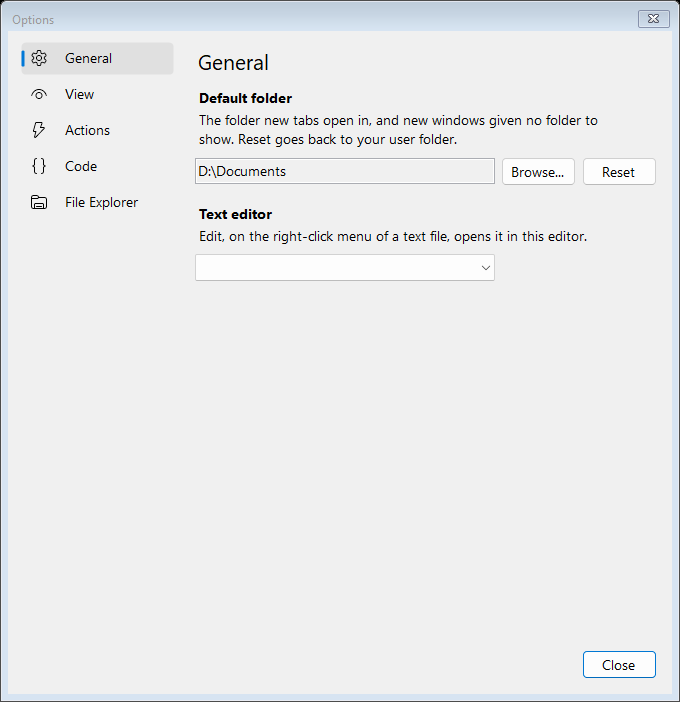 Options
General
View
Actions
Code
File Explorer
General
Default folder
The folder new tabs open in, and new windows given no folder to
show. Reset goes back to your user folder.
D:\Documents
Browse...
Reset
Text editor
Edit, on the right-click menu of a text file, opens it in this editor.
Close